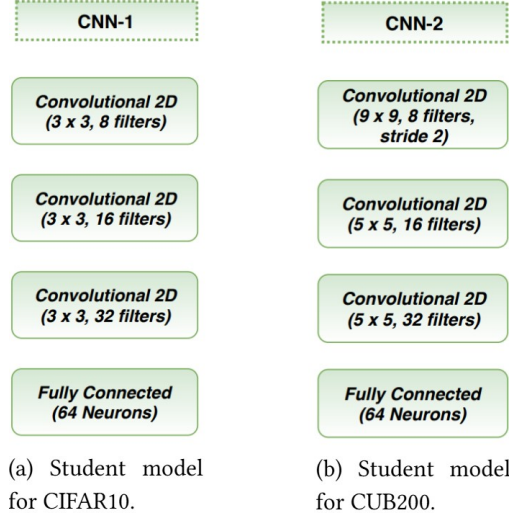 CNN-1
Convolutional 2D
(3 x 3, 8 filters)
Convolutional 2D
(3 x 3, 16 filters)
Convolutional 2D
(3 x 3, 32 filters)
Fully Connected
(64 Neurons)
(a) Student model
for CIFAR10.
CNN-2
Convolutional 2D
(9 x 9, 8 filters,
stride 2)
Convolutional 2D
(5 x 5, 16 filters)
Convolutional 2D
(5 x 5, 32 filters)
Fully Connected
(64 Neurons)
(b) Student model
for CUB200.